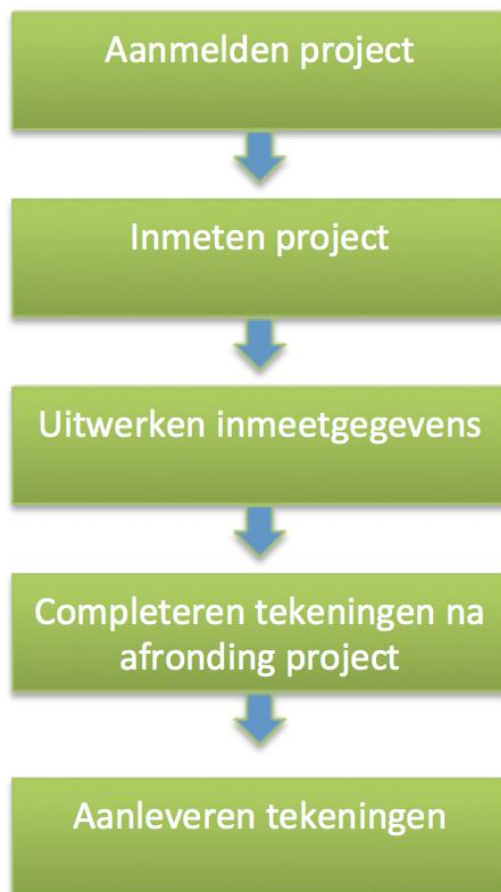 Aanmelden project
Inmeten project
Uitwerken inmeetgegevens
Completeren tekeningen na
afronding project
Aanleveren tekeningen